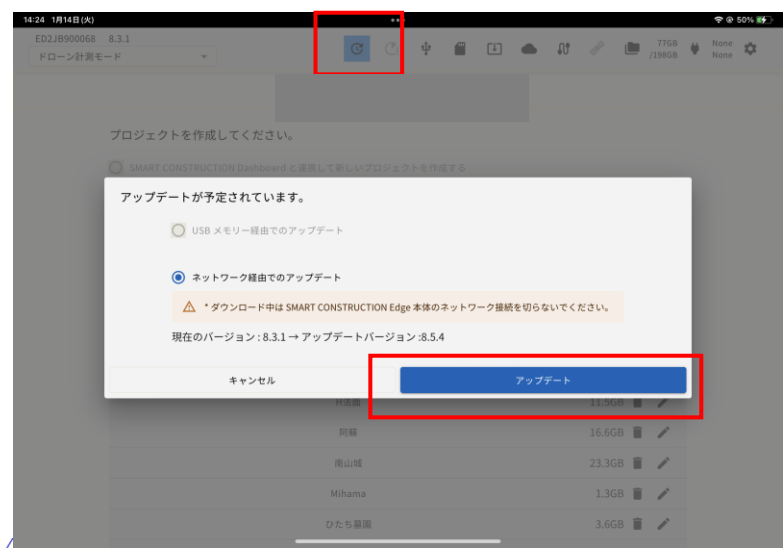 14:24 1月14日(火)
50%
ED2JB900068 8.3.1
ドローン計測モード
77GB
/198GB
None
None
プロジェクトを作成してください。
SMART CONSTRUCTION Dashboard と連携して新しいプロジェクトを作成する
アップデートが予定されています。
USB メモリー経由でのアップデート
ネットワーク経由でのアップデート
* ダウンロード中は SMART CONSTRUCTION Edge 本体のネットワーク接続を切らないでください。
現在のバージョン : 8.3.1 → アップデートバージョン :8.5.4
キャンセル
アップデート
11.5GB
阿蘇
16.6GB
南山城
23.3GB
Mihama
1.3GB
ひたち墓園
3.6GB